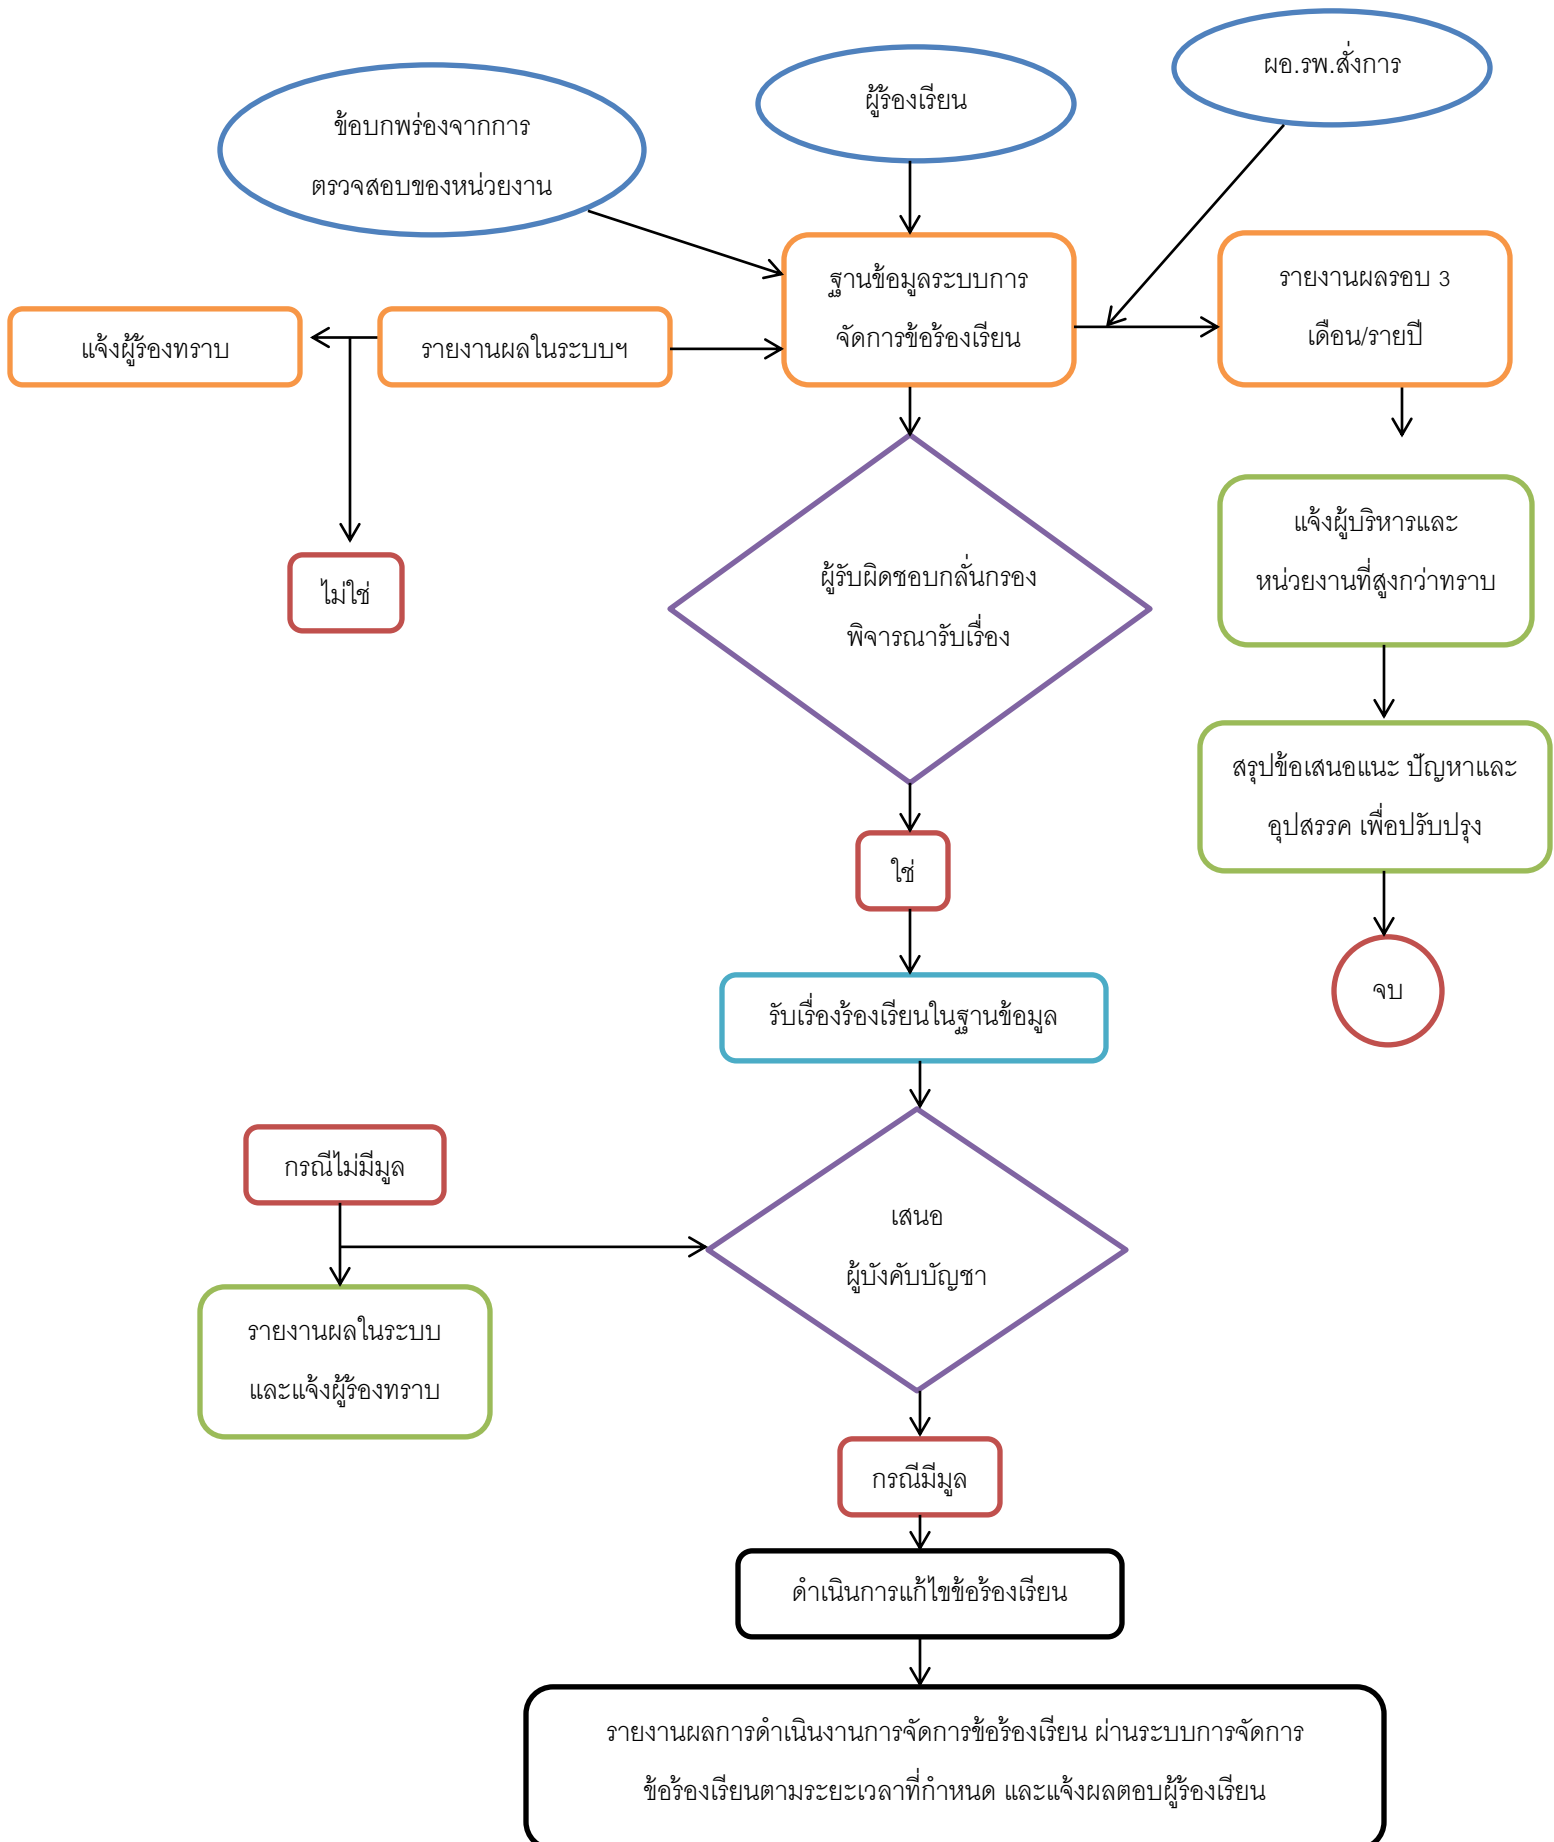 ผอ.รพ.สั่งการ
ผู้ร้องเรียน
ข้อบกพร่องจากการ
ตรวจสอบของหน่วยงาน
ฐานข้อมูลระบบการ
จัดการข้อร้องเรียน
รายงานผลรอบ 3
เดือน/รายปี
แจ้งผู้ร้องทราบ
รายงานผลในระบบฯ
แจ้งผู้บริหารและ
หน่วยงานที่สูงกว่าทราบ
ไม่ใช่
ผู้รับผิดชอบกลั่นกรอง
พิจารณารับเรื่อง
สรุปข้อเสนอแนะ ปัญหาและ
อุปสรรค เพื่อปรับปรุง
ใช่
จบ
รับเรื่องร้องเรียนในฐานข้อมูล
กรณีไม่มีมูล
เสนอ
ผู้บังคับบัญชา
รายงานผลในระบบ
และแจ้งผู้ร้องทราบ
กรณีมีมูล
ดำเนินการแก้ไขข้อร้องเรียน
รายงานผลการดำเนินงานการจัดการข้อร้องเรียน ผ่านระบบการจัดการ
ข้อร้องเรียนตามระยะเวลาที่กำหนด และแจ้งผลตอบผู้ร้องเรียน